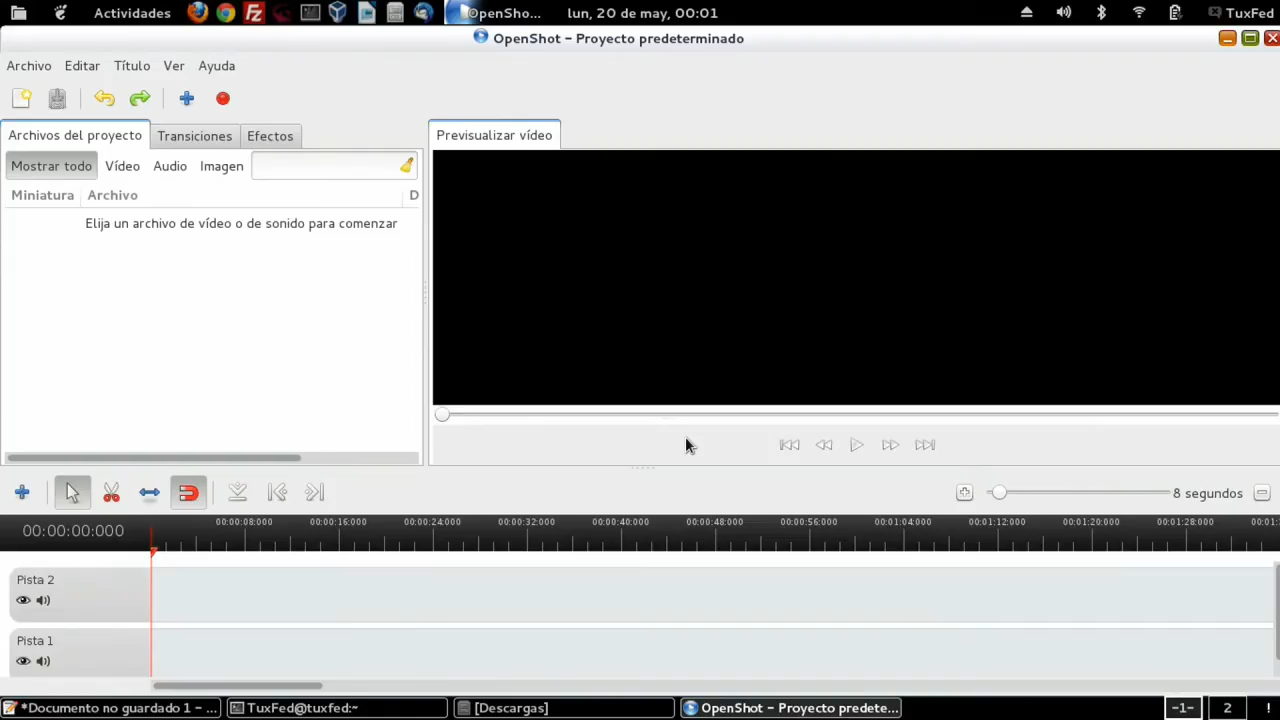 Actividades OpenSho... lun, 20 de may, 00:01 TuxFed
OpenShot - Proyecto predeterminado
Archivo Editar Título Ver Ayuda
Archivos del proyecto Transiciones Efectos Previsualizar vídeo
Mostrar todo Vídeo Audio Imagen
Miniatura Archivo D
Elija un archivo de vídeo o de sonido para comenzar
8 segundos
00:00:00:000 00:00:08:000 00:00:16:000 00:00:24:000 00:00:32:000 00:00:40:000 00:00:48:000 00:00:56:000 00:01:04:000 00:01:12:000 00:01:20:000 00:01:28:000 00:01:
Pista 2
Pista 1
*Documento no guardado 1 - ... TuxFed@tuxfed:~ [Descargas] OpenShot - Proyecto predete... -1- 2 !